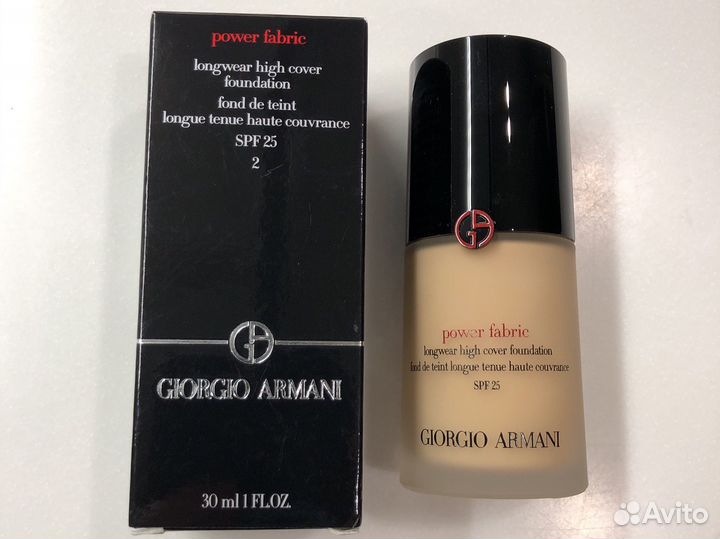 power fabric
longwear high cover
foundation
fond de teint
longue tenue haute couvrance
SPF 25
2
GIORGIO ARMANI
30 ml 1 FL.OZ.
power fabric
longwear high cover foundation
fond de teint longue tenue haute couvrance
SPF 25
GIORGIO ARMANI
Avito